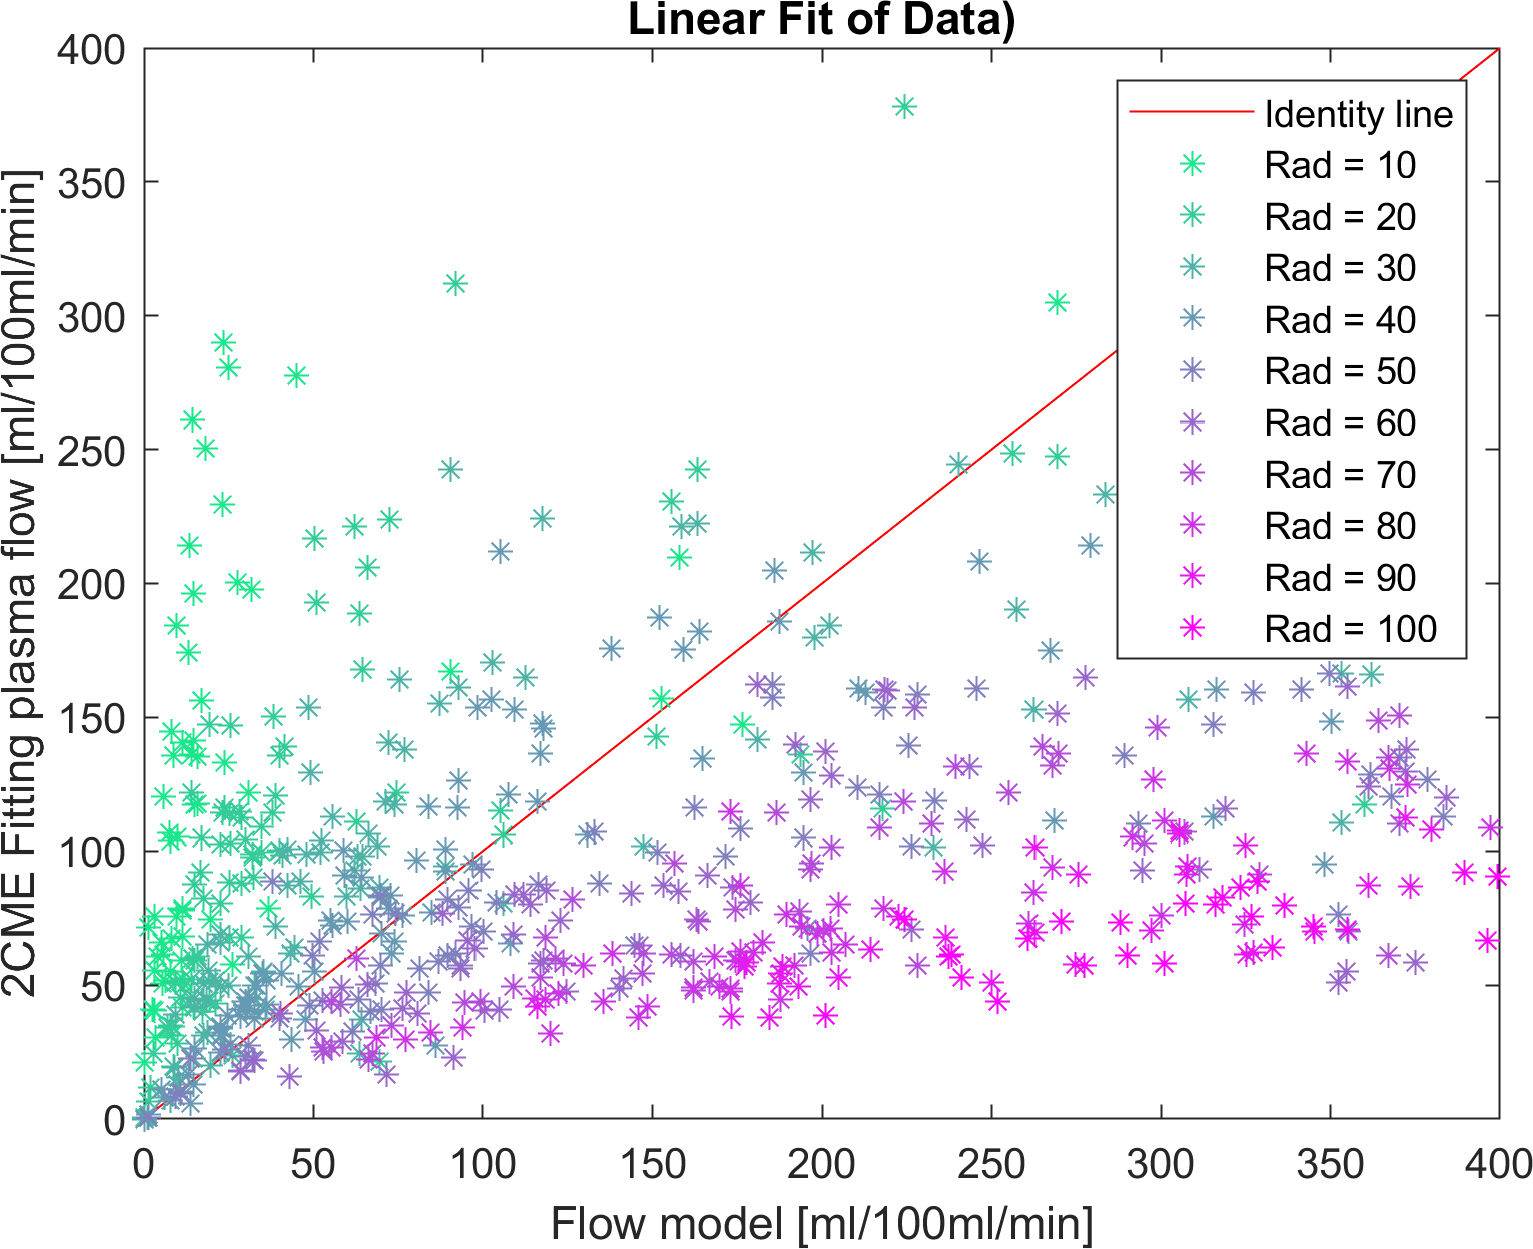 Linear Fit of Data)
400
350
300
250
200
150
100
50
0
2CME Fitting plasma flow [ml/100ml/min]
Identity line
Rad = 10
Rad = 20
Rad = 30
Rad = 40
Rad = 50
Rad = 60
Rad = 70
Rad = 80
Rad = 90
Rad = 100
0 50 100 150 200 250 300 350 400
Flow model [ml/100ml/min]